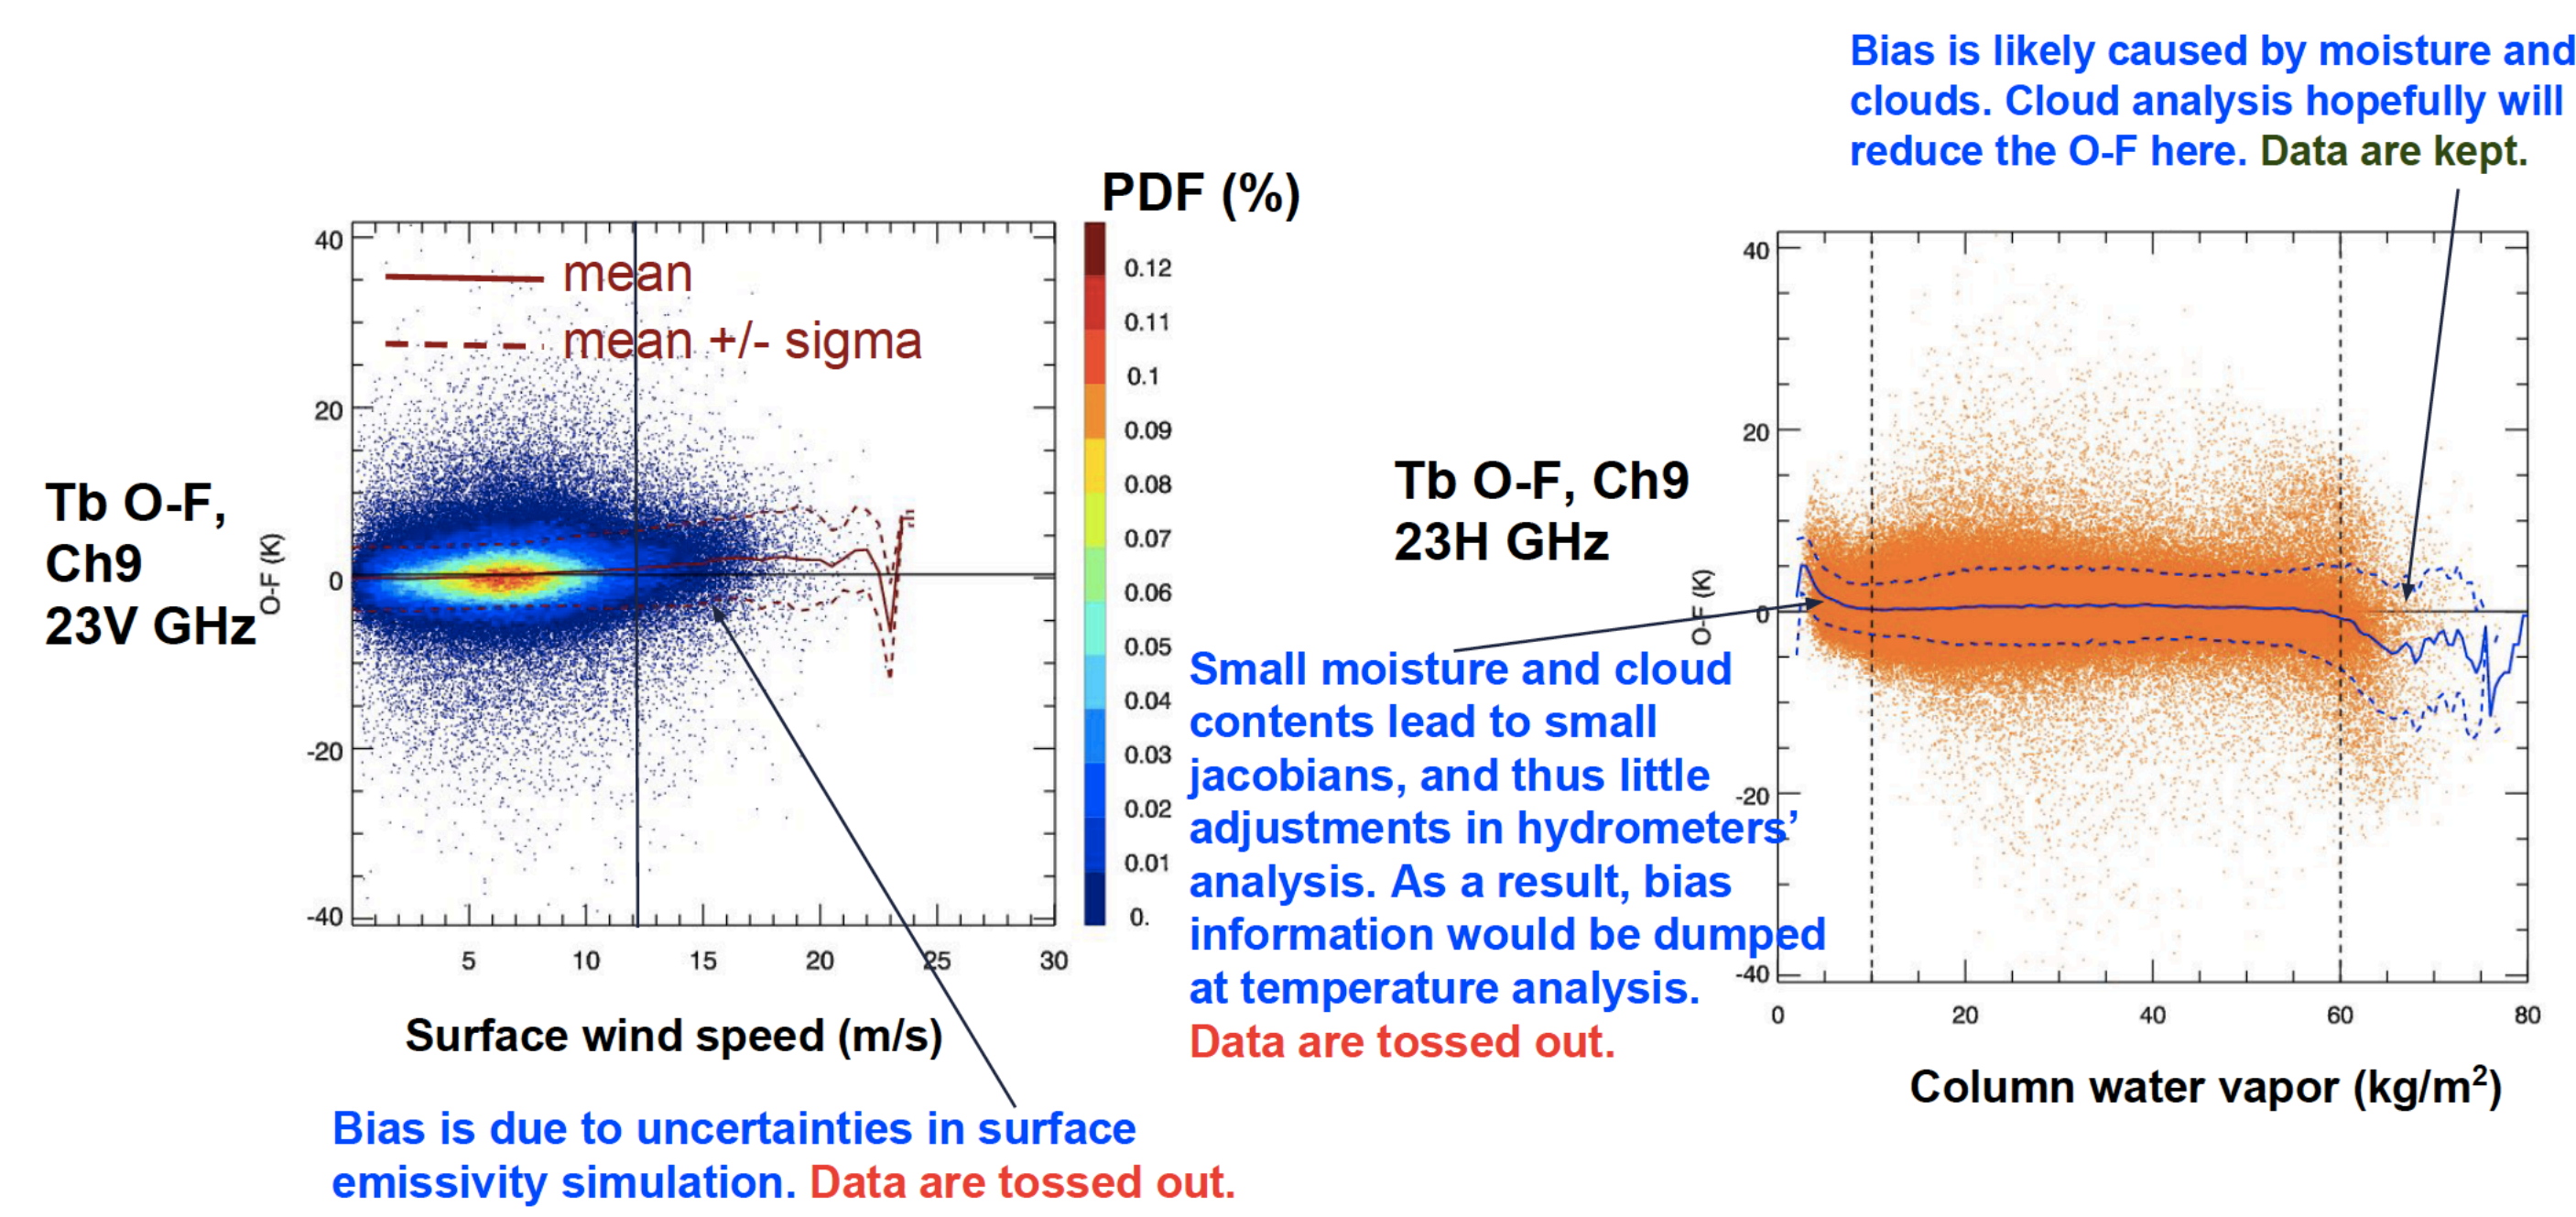 Bias is likely caused by moisture and
clouds. Cloud analysis hopefully will
reduce the O-F here. Data are kept.
PDF (%)
mean
mean +/- sigma
Tb O-F,
Ch9
23V GHz
O-F (K)
40
20
0
-20
-40
5
10
15
20
25
30
Surface wind speed (m/s)
0.12
0.11
0.1
0.09
0.08
0.07
0.06
0.05
0.04
0.03
0.02
0.01
0.
Bias is due to uncertainties in surface
emissivity simulation. Data are tossed out.
Tb O-F, Ch9
23H GHz
Small moisture and cloud
contents lead to small
jacobians, and thus little
adjustments in hydrometers’
analysis. As a result, bias
information would be dumped
at temperature analysis.
Data are tossed out.
O-F (K)
40
20
0
-20
-40
0
20
40
60
80
Column water vapor (kg/m²)